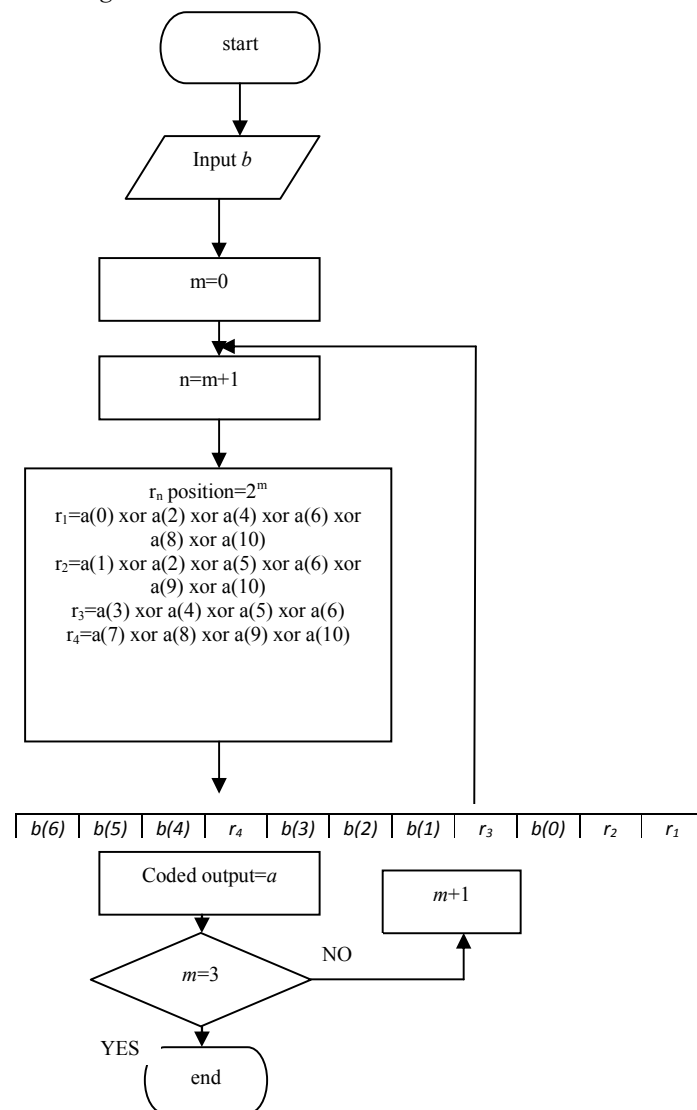 start
Input b
m=0
n=m+1
rₙ position=2ᵐ
r₁=a(0) xor a(2) xor a(4) xor a(6) xor
a(8) xor a(10)
r₂=a(1) xor a(2) xor a(5) xor a(6) xor
a(9) xor a(10)
r₃=a(3) xor a(4) xor a(5) xor a(6)
r₄=a(7) xor a(8) xor a(9) xor a(10)
b(6) b(5) b(4) r₄ b(3) b(2) b(1) r₃ b(0) r₂ r₁
Coded output=a
m+1
m=3
NO
YES
end